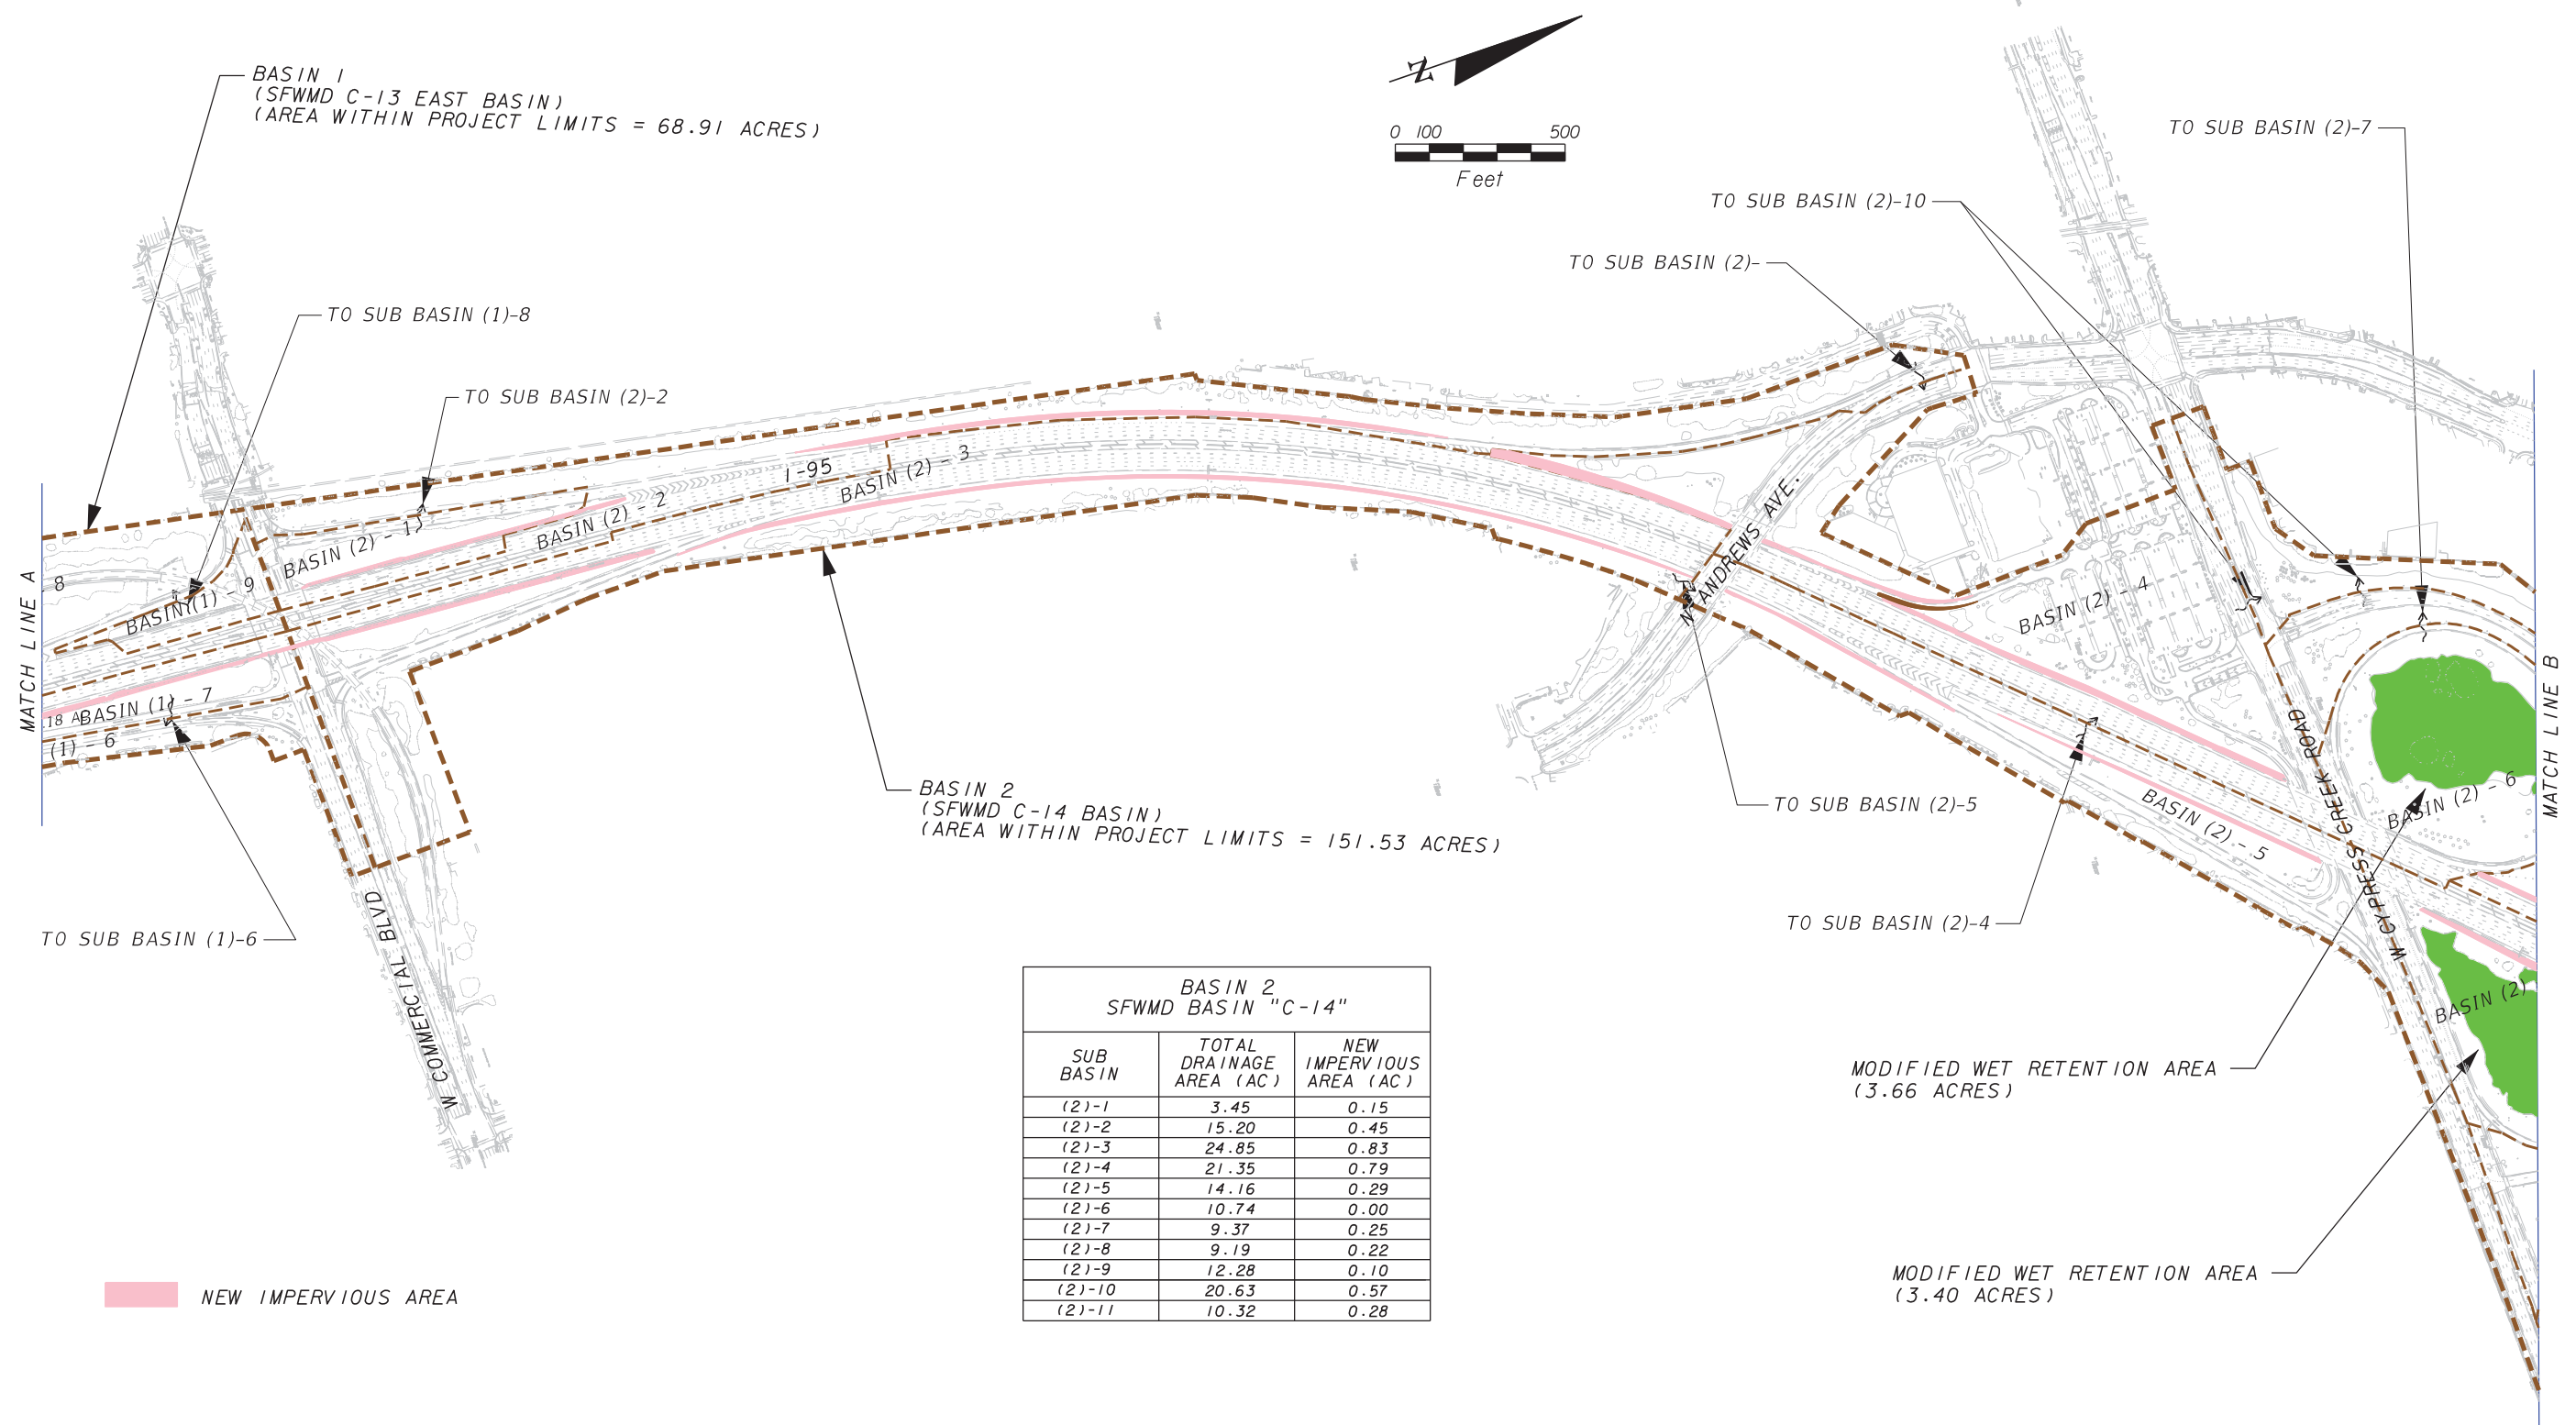 BASIN 1
(SFWMD C-13 EAST BASIN)
(AREA WITHIN PROJECT LIMITS = 68.91 ACRES)
N
0 100 500
Feet
TO SUB BASIN (2)-7
TO SUB BASIN (2)-10
TO SUB BASIN (2)-
TO SUB BASIN (1)-8
TO SUB BASIN (2)-2
I-95
BASIN (2) - 3
BASIN (2) - 2
BASIN (2) - 1
BASIN (1) - 9
8
MATCH LINE A
BASIN (1) - 7
.18 A
(1) - 6
TO SUB BASIN (1)-6
W COMMERCIAL BLVD
BASIN 2
(SFWMD C-14 BASIN)
(AREA WITHIN PROJECT LIMITS = 151.53 ACRES)
N ANDREWS AVE.
BASIN (2) - 4
TO SUB BASIN (2)-5
TO SUB BASIN (2)-4
BASIN (2) - 5
W CYPRESS CREEK ROAD
BASIN (2) - 6
MATCH LINE B
BASIN (2)
MODIFIED WET RETENTION AREA
(3.66 ACRES)
MODIFIED WET RETENTION AREA
(3.40 ACRES)
BASIN 2
SFWMD BASIN "C-14"
SUB BASIN TOTAL DRAINAGE AREA (AC) NEW IMPERVIOUS AREA (AC)
(2)-1 3.45 0.15
(2)-2 15.20 0.45
(2)-3 24.85 0.83
(2)-4 21.35 0.79
(2)-5 14.16 0.29
(2)-6 10.74 0.00
(2)-7 9.37 0.25
(2)-8 9.19 0.22
(2)-9 12.28 0.10
(2)-10 20.63 0.57
(2)-11 10.32 0.28
NEW IMPERVIOUS AREA